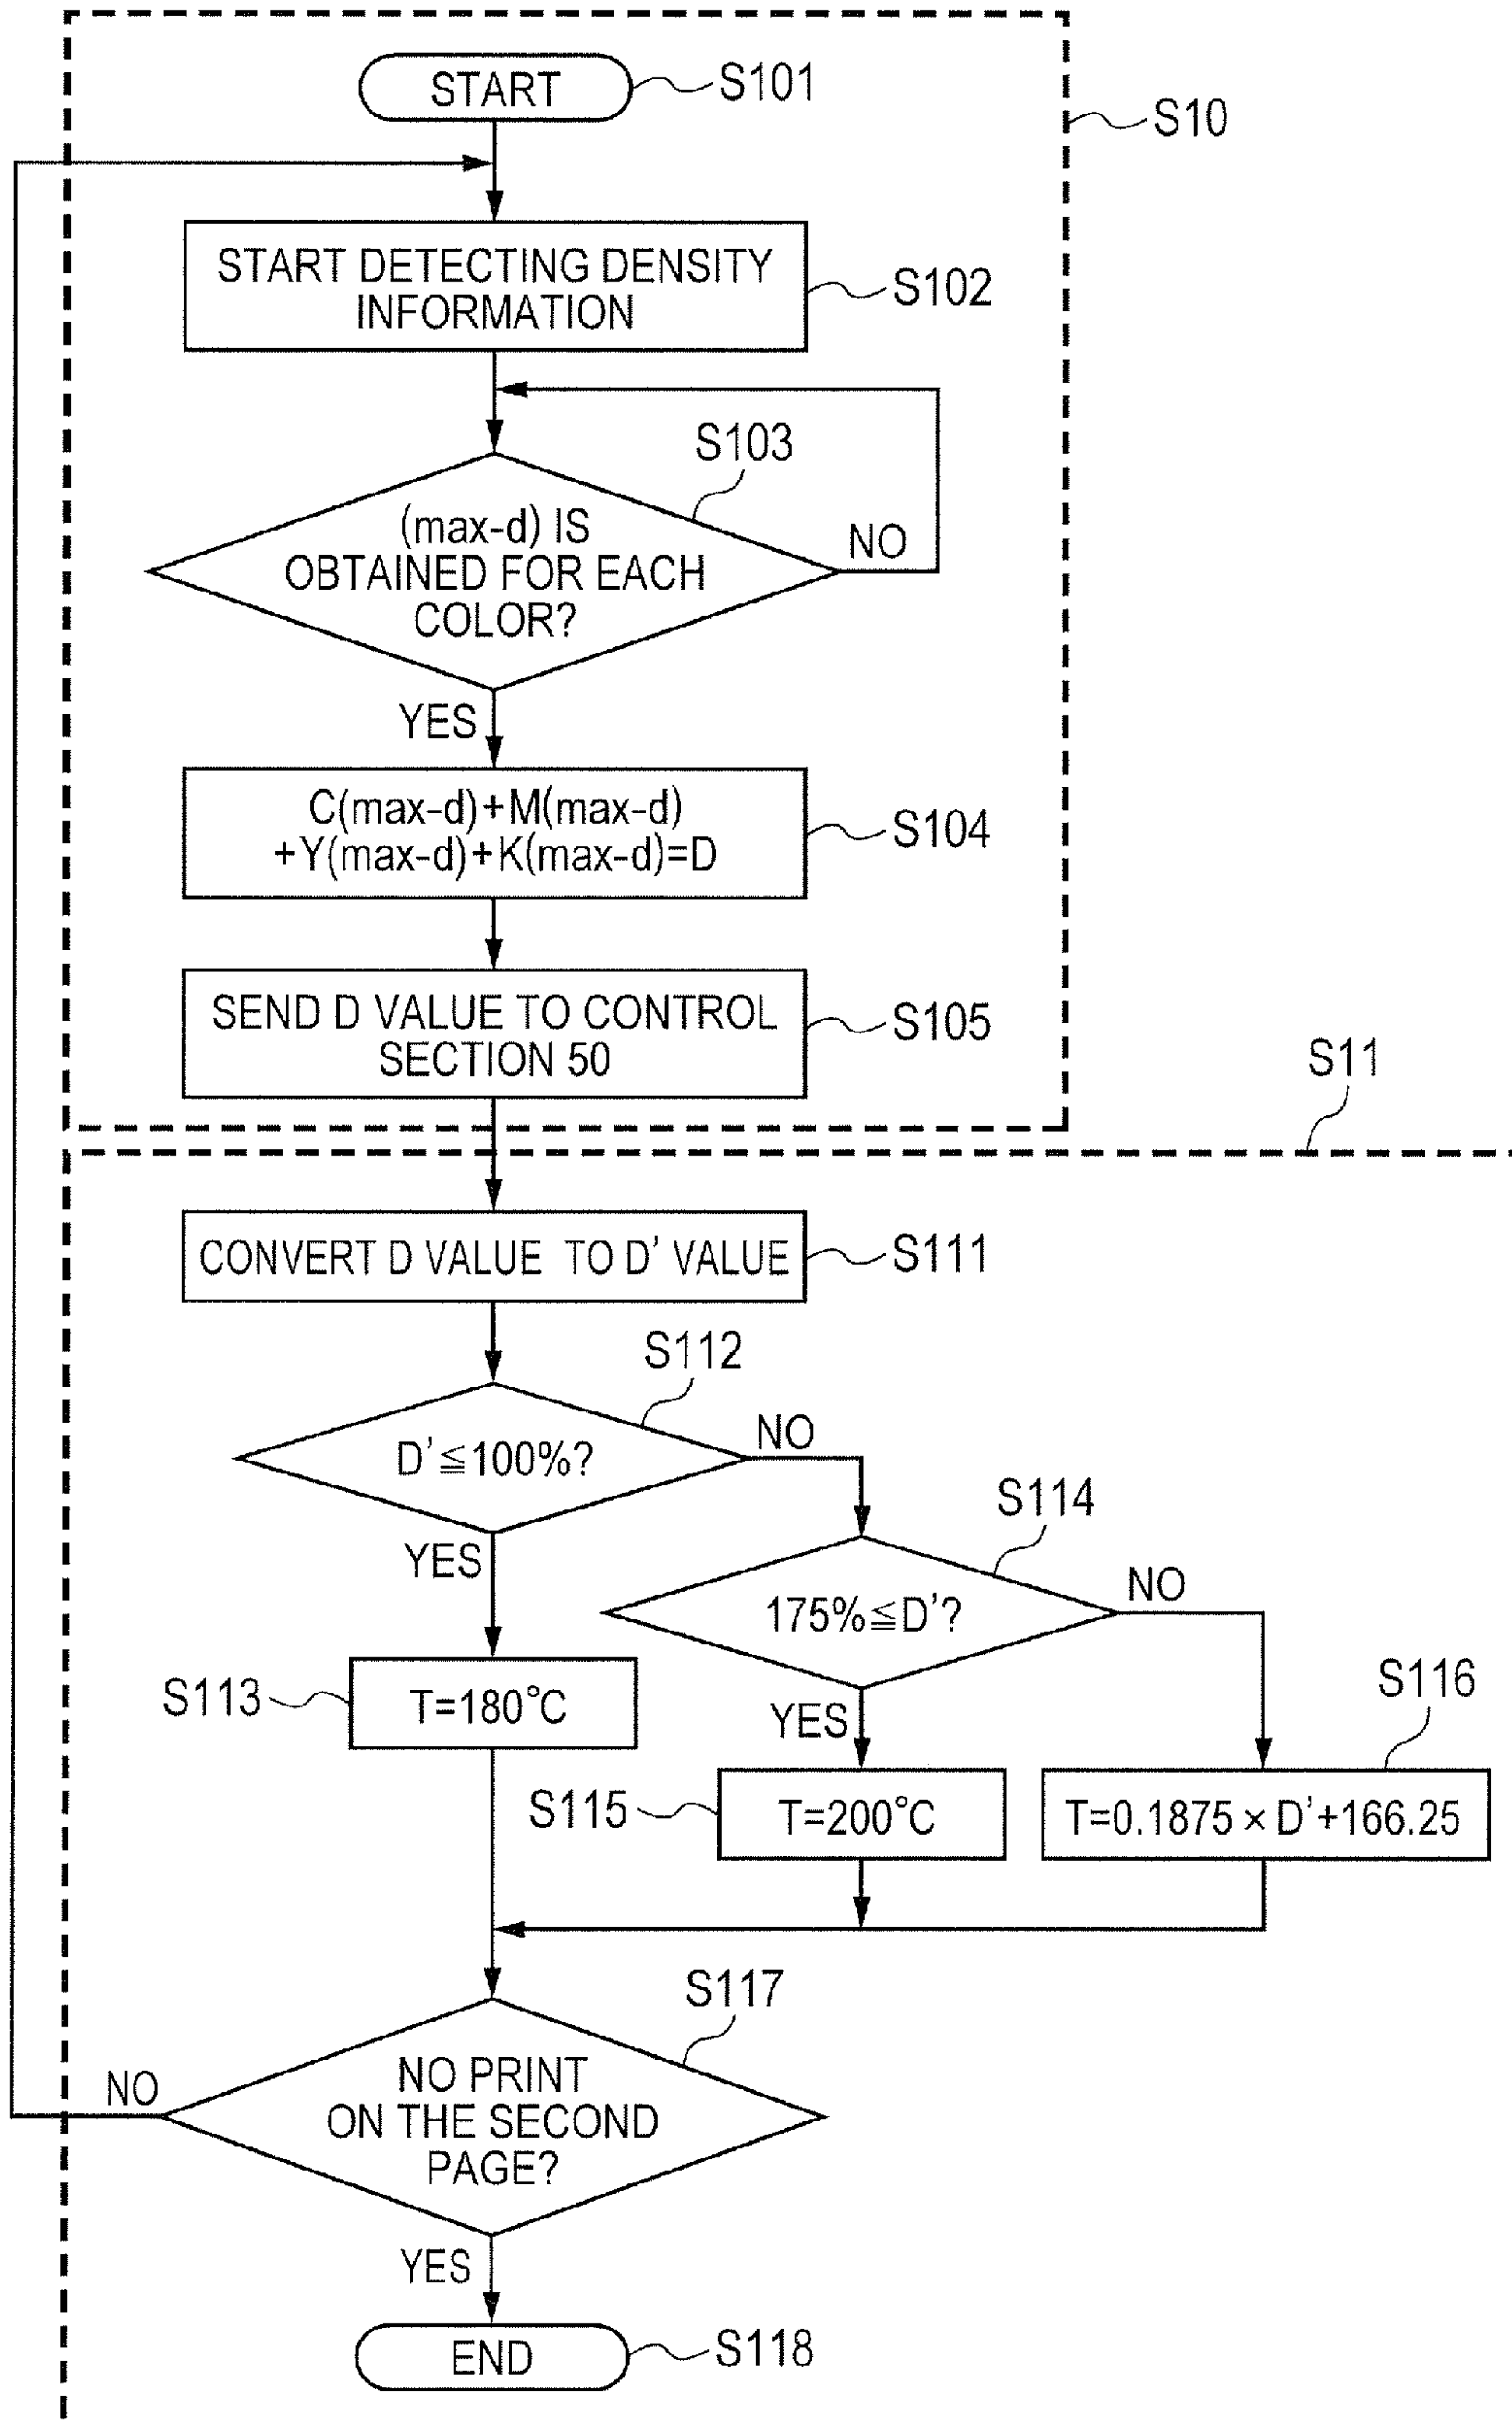 START
S101
S10
START DETECTING DENSITY
INFORMATION
S102
S103
(max-d) IS
OBTAINED FOR EACH
COLOR?
NO
YES
C(max-d)+M(max-d)
+Y(max-d)+K(max-d)=D
S104
SEND D VALUE TO CONTROL
SECTION 50
S105
S11
CONVERT D VALUE TO D' VALUE
S111
S112
D'≦100%?
NO
YES
S114
175%≦D'?
NO
YES
S113
T=180°C
S115
T=200°C
S116
T=0.1875×D'+166.25
S117
NO PRINT
ON THE SECOND
PAGE?
NO
YES
END
S118